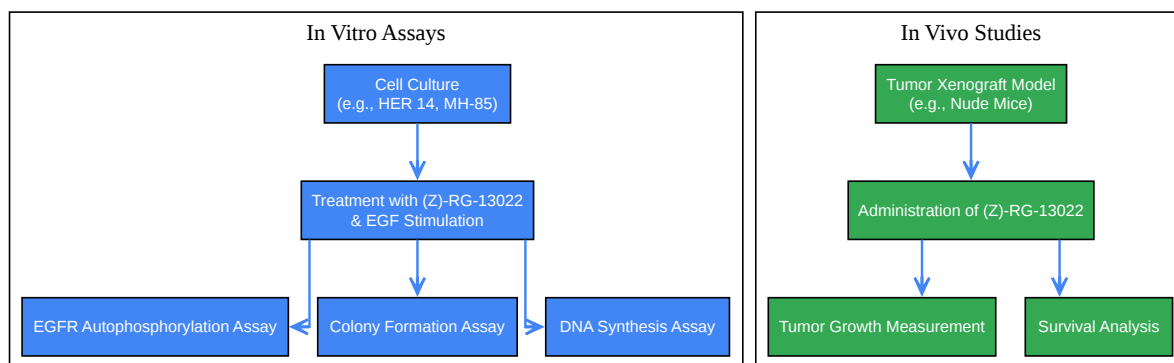 In Vitro Assays
Cell Culture
(e.g., HER 14, MH-85)
Treatment with (Z)-RG-13022
& EGF Stimulation
EGFR Autophosphorylation Assay
Colony Formation Assay
DNA Synthesis Assay
In Vivo Studies
Tumor Xenograft Model
(e.g., Nude Mice)
Administration of (Z)-RG-13022
Tumor Growth Measurement
Survival Analysis